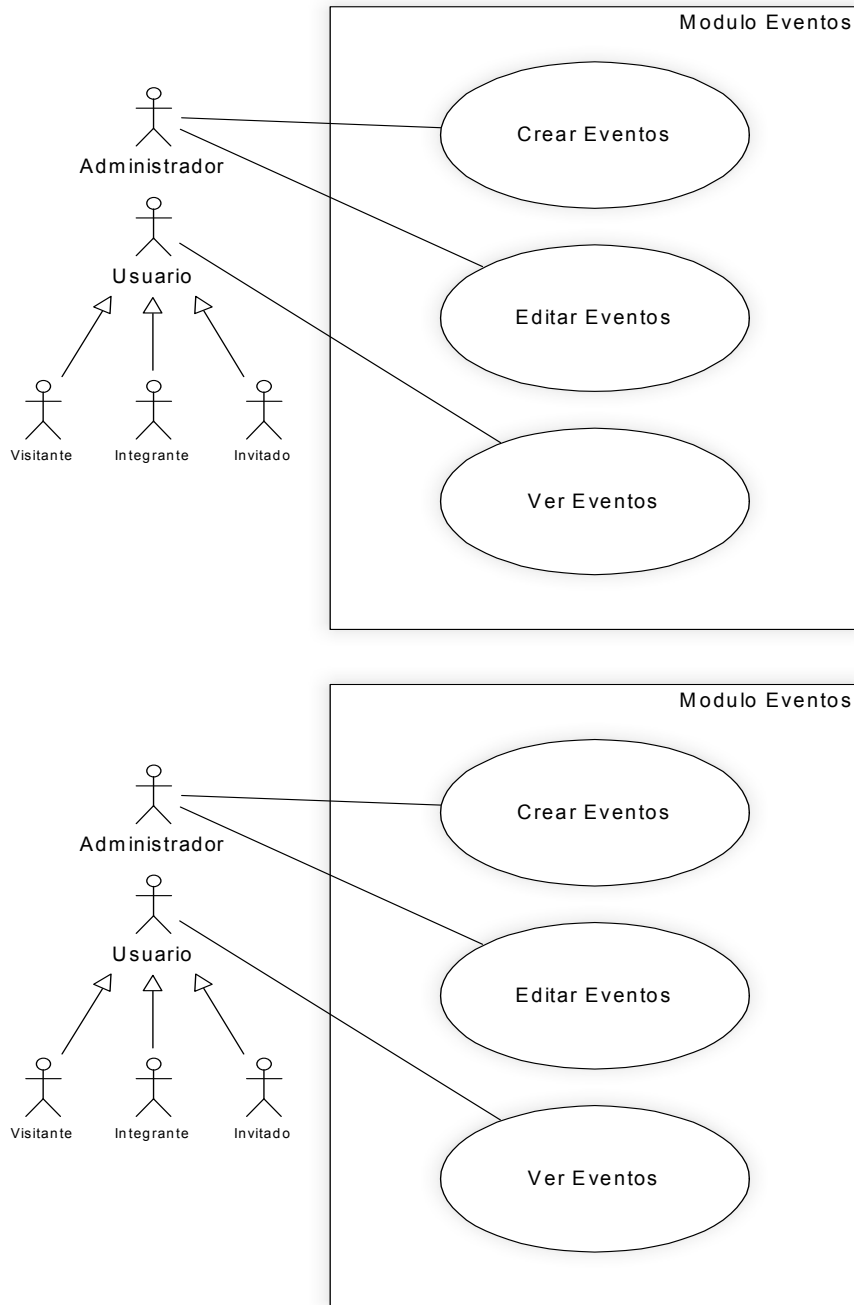 Modulo Eventos
Crear Eventos
Administrador
Usuario
Editar Eventos
Visitante Integrante Invitado
Ver Eventos
Modulo Eventos
Crear Eventos
Administrador
Usuario
Editar Eventos
Visitante Integrante Invitado
Ver Eventos